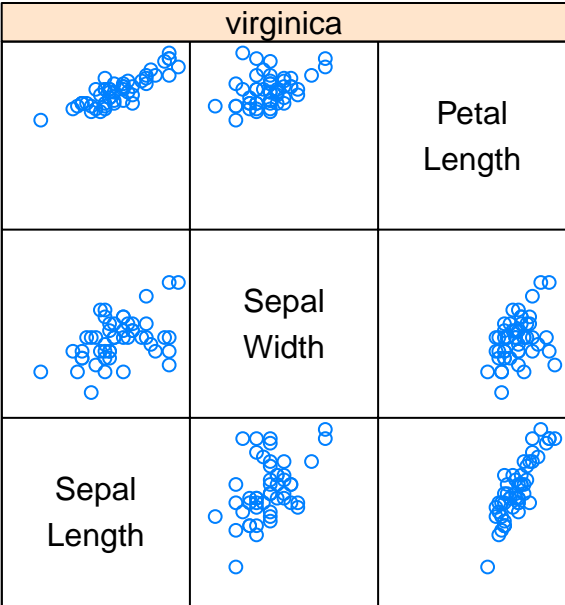 virginica
Petal
Length
Sepal
Width
Sepal
Length